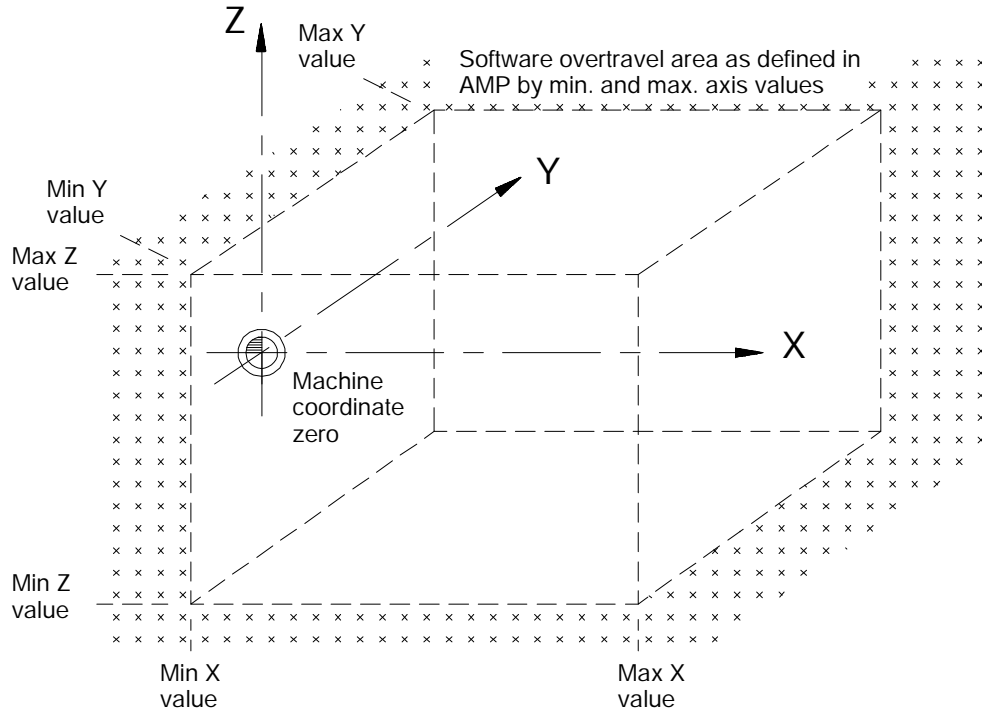 Z
Max Y
value
Software overtravel area as defined in
AMP by min. and max. axis values
Y
Min Y
value
Max Z
value
X
Machine
coordinate
zero
Min Z
value
Min X
value
Max X
value